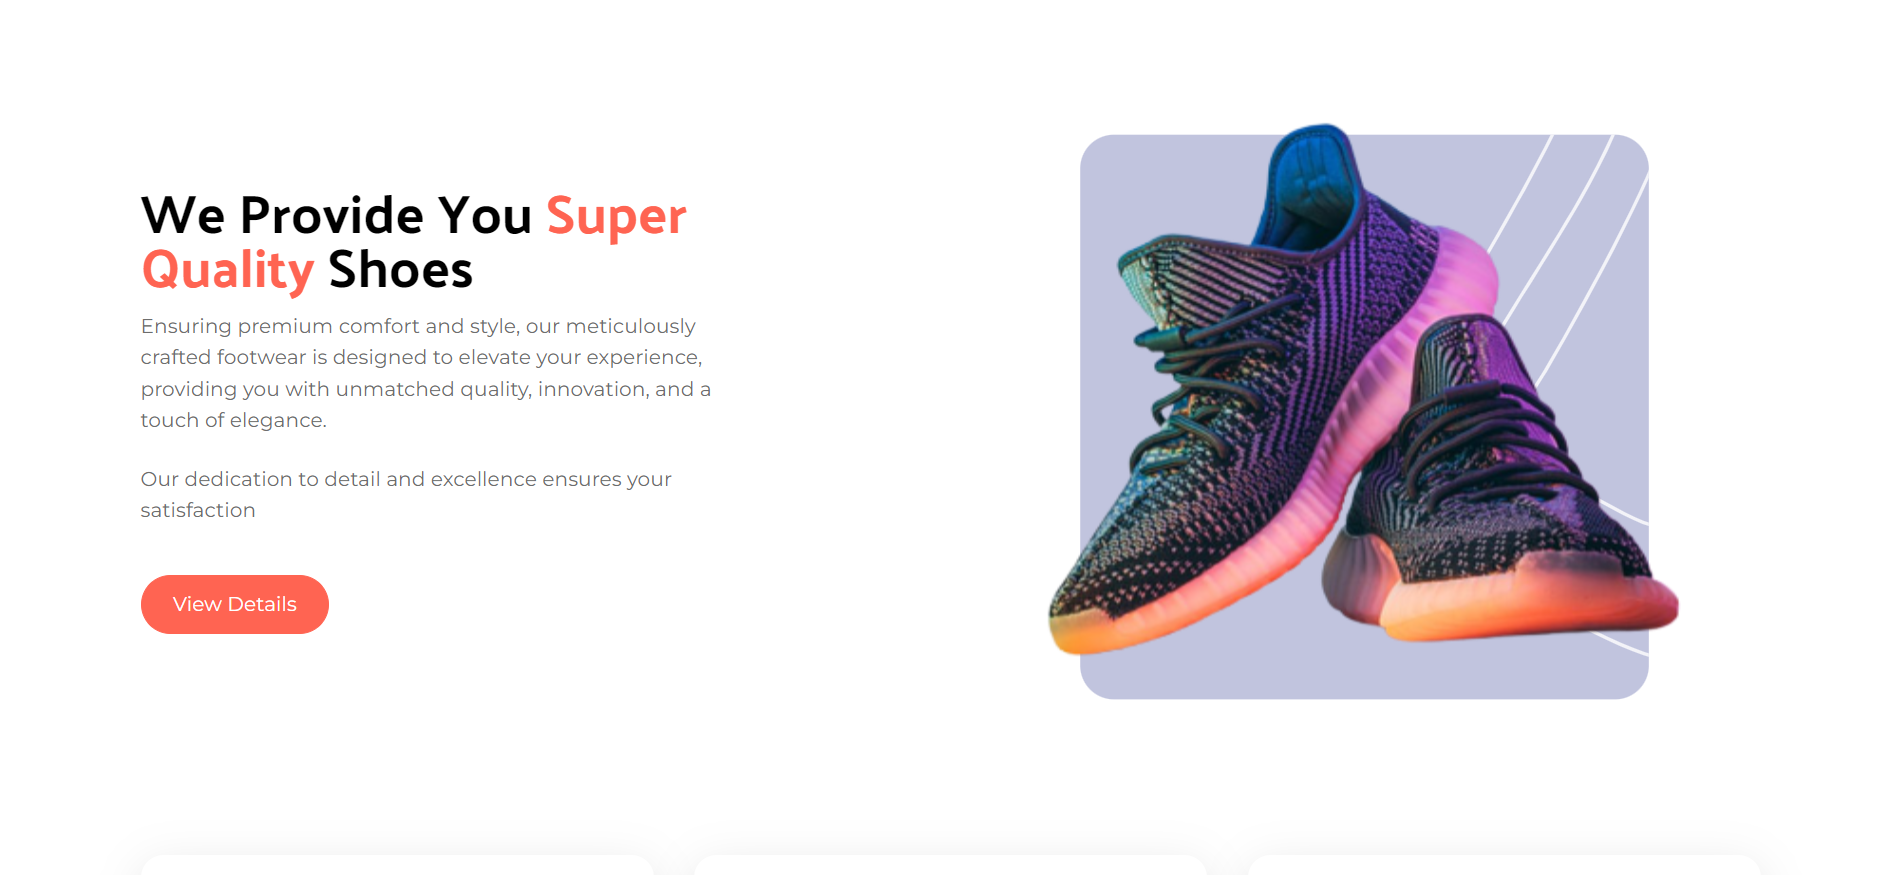 We Provide You Super
Quality Shoes
Ensuring premium comfort and style, our meticulously
crafted footwear is designed to elevate your experience,
providing you with unmatched quality, innovation, and a
touch of elegance.
Our dedication to detail and excellence ensures your
satisfaction
View Details